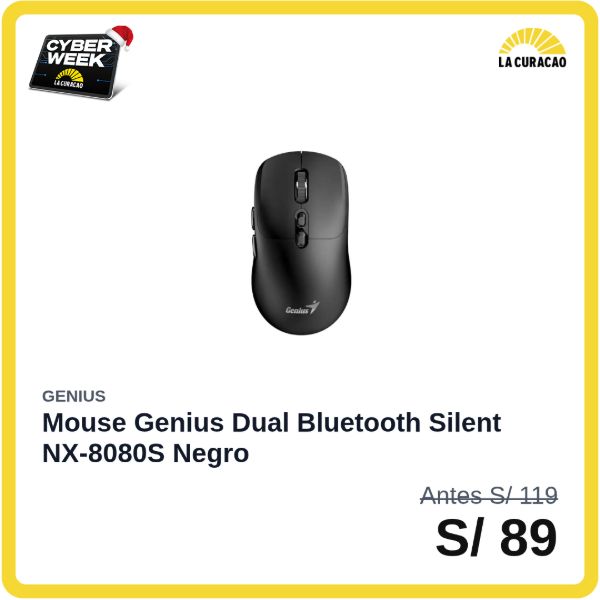 CYBER
WEEK
LA CURACAO
LA CURACAO
Genius
GENIUS
Mouse Genius Dual Bluetooth Silent
NX-8080S Negro
Antes S/ 119
S/ 89